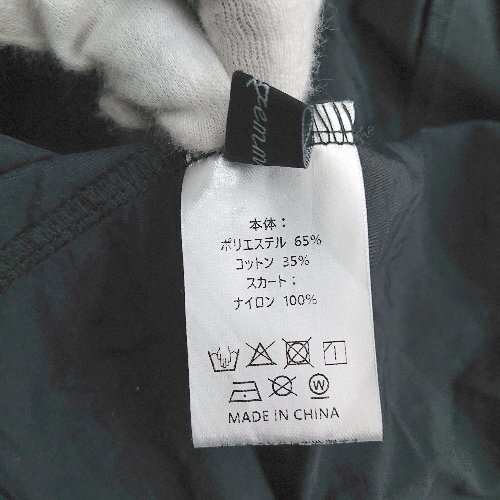 本体：
ポリエステル 65%
コットン 35%
スカート：
ナイロン 100%
W
MADE IN CHINA